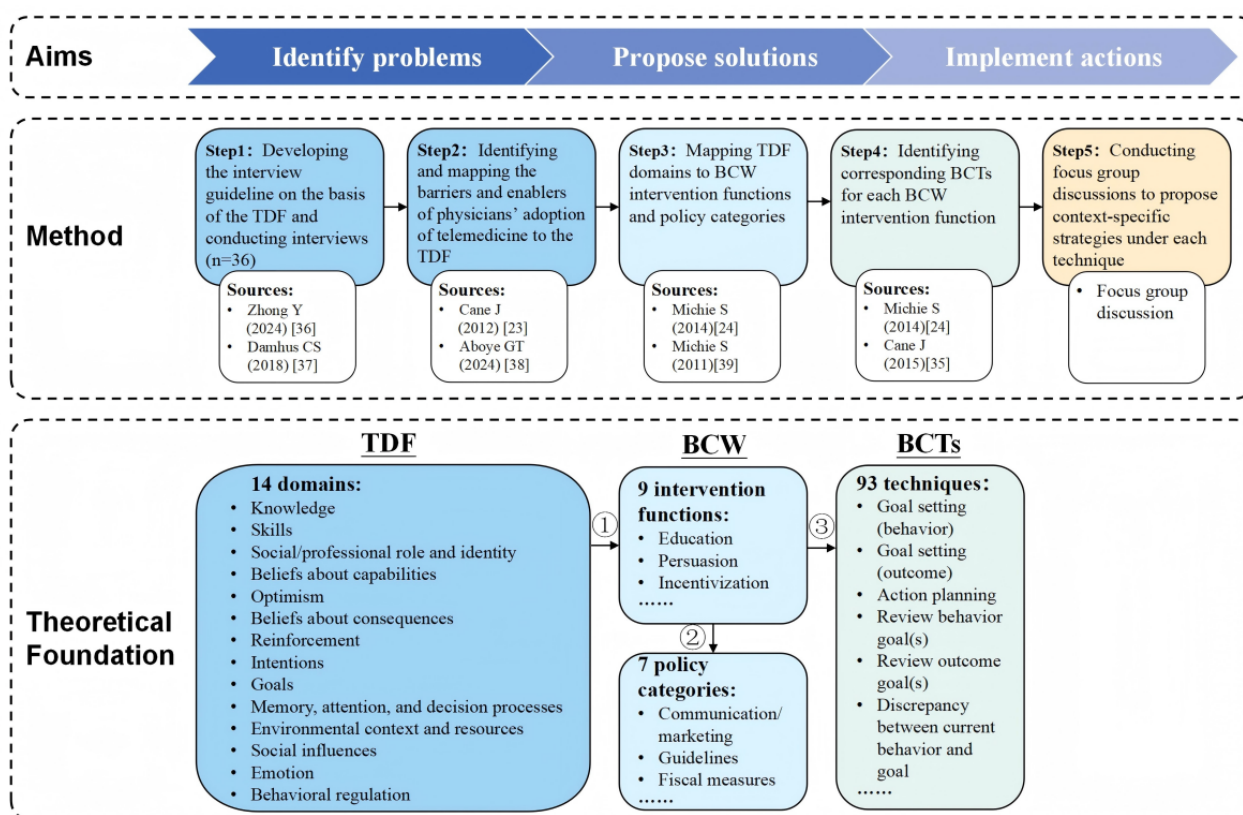 Aims
Identify problems
Propose solutions
Implement actions
Method
Step1: Developing
the interview
guideline on the basis
of the TDF and
conducting interviews
(n=36)
Sources:
• Zhong Y
(2024) [36]
• Damhus CS
(2018) [37]
Step2: Identifying
and mapping the
barriers and enablers
of physicians' adoption
of telemedicine to the
TDF
Sources:
• Cane J
(2012) [23]
• Aboye GT
(2024) [38]
Step3: Mapping TDF
domains to BCW
intervention functions
and policy categories
Sources:
• Michie S
(2014)[24]
• Michie S
(2011)[39]
Step4: Identifying
corresponding BCTs
for each BCW
intervention function
Sources:
• Michie S
(2014)[24]
• Cane J
(2015)[35]
Step5: Conducting
focus group
discussions to propose
context-specific
strategies under each
technique
• Focus group
discussion
Theoretical
Foundation
TDF
14 domains:
• Knowledge
• Skills
• Social/professional role and identity
• Beliefs about capabilities
• Optimism
• Beliefs about consequences
• Reinforcement
• Intentions
• Goals
• Memory, attention, and decision processes
• Environmental context and resources
• Social influences
• Emotion
• Behavioral regulation
①
BCW
9 intervention
functions:
• Education
• Persuasion
• Incentivization
……
②
7 policy
categories:
• Communication/
marketing
• Guidelines
• Fiscal measures
……
③
BCTs
93 techniques:
• Goal setting
(behavior)
• Goal setting
(outcome)
• Action planning
• Review behavior
goal(s)
• Review outcome
goal(s)
• Discrepancy
between current
behavior and
goal
……